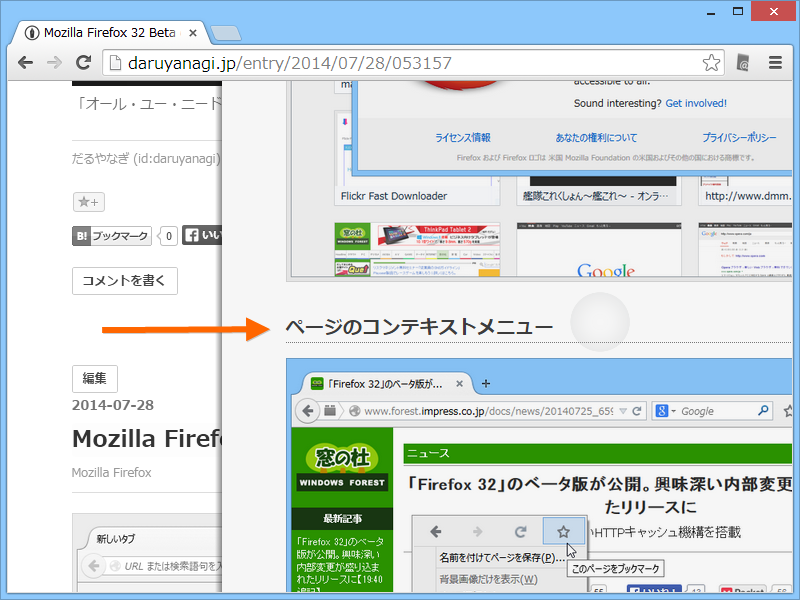 Mozilla Firefox 32 Beta
daruyanagi.jp/entry/2014/07/28/053157
「オール・ユー・ニード
だるやなぎ (id:daruyanagi)
★+
B! ブックマーク 0 いい
コメントを書く
編集
2014-07-28
Mozilla Firef
Mozilla Firefox
新しいタブ
URL または検索語句を入
accessible to all.
Sound interesting? Get involved!
ライセンス情報 あなたの権利について プライバシーポリシー
Firefox および Firefox ロゴは 米国 Mozilla Foundation の米国およびその他の国における商標です。
Flickr Fast Downloader
艦隊これくしょん～艦これ～ - オンラ…
http://www.dmm.
窓の杜
WINDOWS FOREST
ThinkPad Tablet 2
Google
ページのコンテキストメニュー
「Firefox 32」のベータ版が...
www.forest.impress.co.jp/docs/news/20140725_659
Google
窓の杜
WINDOWS FOREST
最新記事
「Firefox 32」のベータ
版が公開。興味深い
内部変更が盛り込ま
れたリリースに【19:40
ニュース
「Firefox 32」のベータ版が公開。興味深い内部変更
たリリースに
いHTTPキャッシュ機構を搭載
名前を付けてページを保存(P)...
背景画像だけを表示(W)
このページをブックマーク
55
いいね！
13
Pocket
56